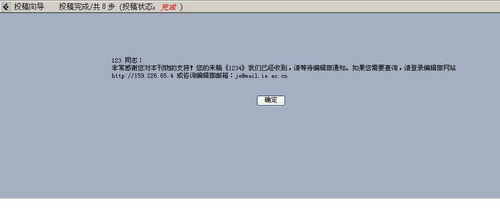 投稿向导 投稿完成/共 8 步 (投稿状态: 完成 )
123 同志:
非常感谢您对本刊物的支持! 您的来稿《1234》我们已经收到, 请等待编辑部通知。如果您需要查询, 请登录编辑部网站
http://159.226.65.4 或咨询编辑部邮箱: je@mail.ie.ac.cn
确定